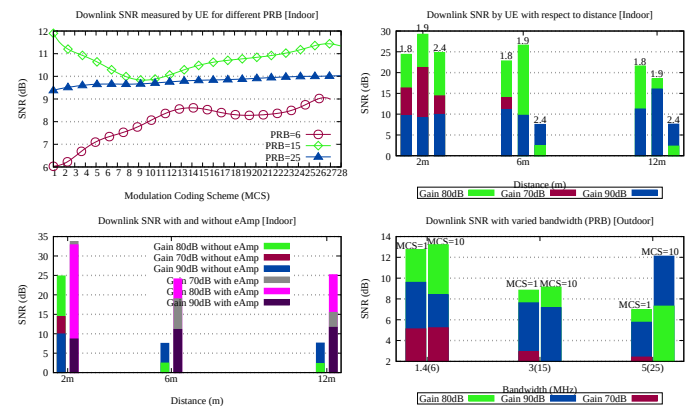 Downlink SNR measured by UE for different PRB [Indoor]
12
11
10
9
8
7
6
SNR (dB)
PRB=6
PRB=15
PRB=25
1 2 3 4 5 6 7 8 9 10 11 12 13 14 15 16 17 18 19 20 21 22 23 24 25 26 27 28
Modulation Coding Scheme (MCS)
Downlink SNR by UE with respect to distance [Indoor]
30
25
20
15
10
5
0
SNR (dB)
1.8 1.9 2.4
1.8 1.9 2.4
1.8 1.9 2.4
2m 6m 12m
Distance (m)
Gain 80dB Gain 70dB Gain 90dB
Downlink SNR with and without eAmp [Indoor]
35
30
25
20
15
10
5
0
SNR (dB)
Gain 80dB without eAmp
Gain 70dB without eAmp
Gain 90dB without eAmp
Gain 70dB with eAmp
Gain 80dB with eAmp
Gain 90dB with eAmp
2m 6m 12m
Distance (m)
Downlink SNR with varied bandwidth (PRB) [Outdoor]
14
12
10
8
6
4
2
SNR (dB)
MCS=1 MCS=10
MCS=1 MCS=10
MCS=1 MCS=10
1.4(6) 3(15) 5(25)
Bandwidth (MHz)
Gain 80dB Gain 90dB Gain 70dB